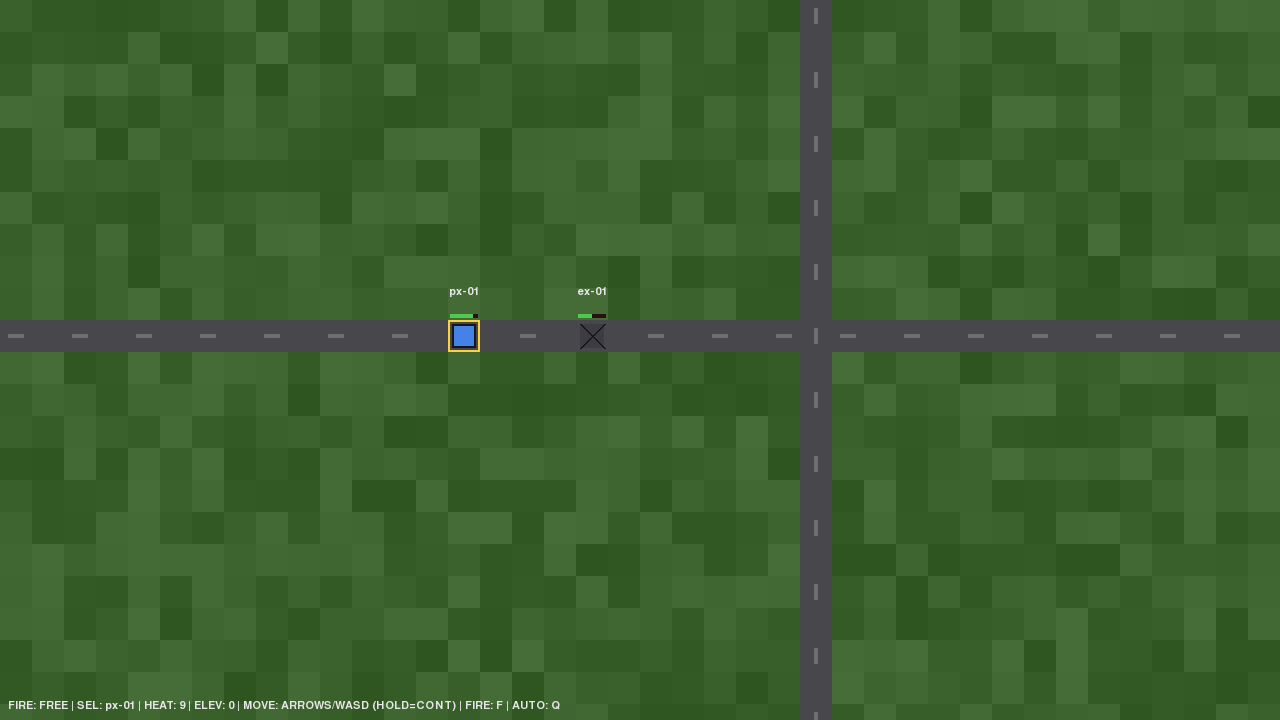 px-01
ex-01
FIRE: FREE | SEL: px-01 | HEAT: 9 | ELEV: 0 | MOVE: ARROWS/WASD (HOLD=CONT) | FIRE: F | AUTO: Q